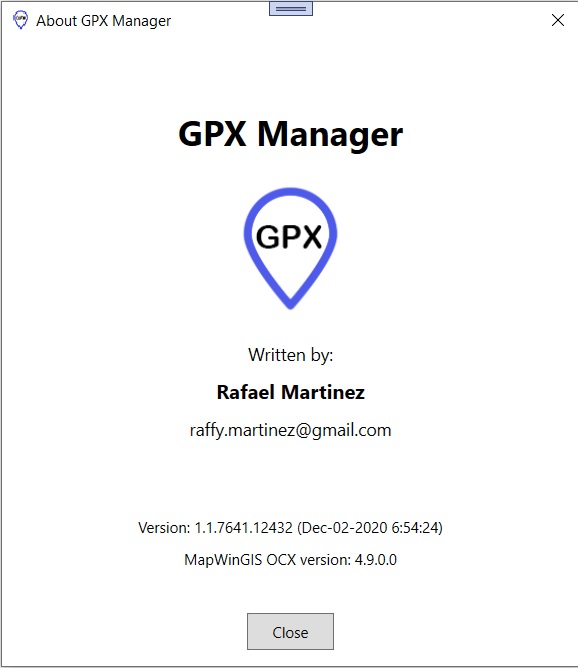 About GPX Manager
GPX Manager
GPX
Written by:
Rafael Martinez
raffy.martinez@gmail.com
Version: 1.1.7641.12432 (Dec-02-2020 6:54:24)
MapWinGIS OCX version: 4.9.0.0
Close